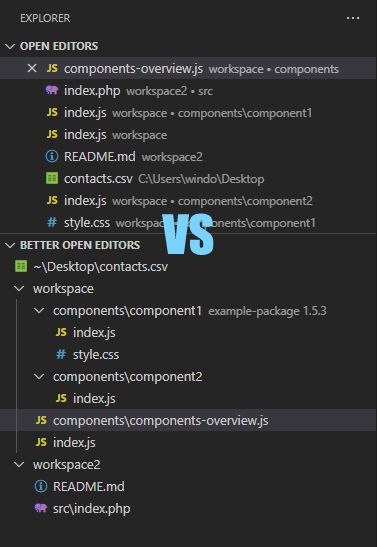 EXPLORER ...
OPEN EDITORS
JS components-overview.js workspace • components
index.php workspace2 • src
JS index.js workspace • components\component1
JS index.js workspace
README.md workspace2
contacts.csv C:\Users\windo\Desktop
JS index.js workspace • components\component2
# style.css workspace • components\component1
VS
BETTER OPEN EDITORS
~\Desktop\contacts.csv
workspace
components\component1 example-package 1.5.3
JS index.js
# style.css
components\component2
JS index.js
JS components\components-overview.js
JS index.js
workspace2
README.md
src\index.php